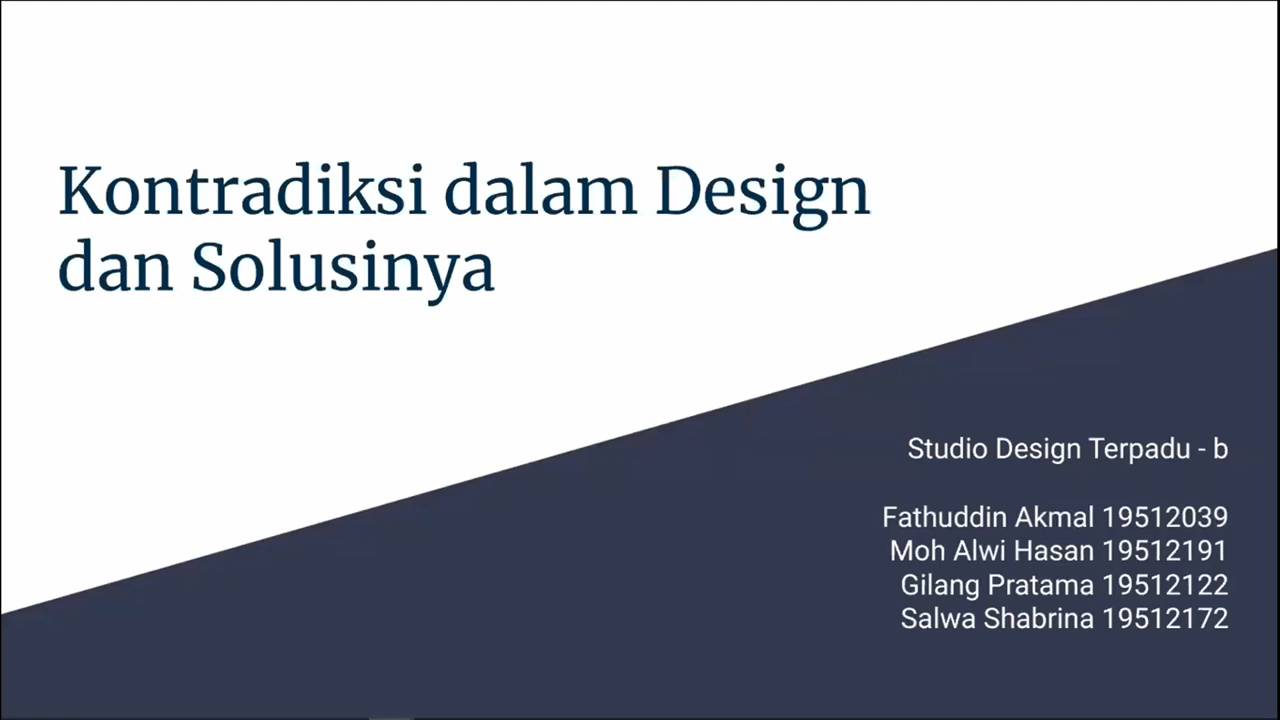 Kontradiksi dalam Design
dan Solusinya
Studio Design Terpadu - b
Fathuddin Akmal 19512039
Moh Alwi Hasan 19512191
Gilang Pratama 19512122
Salwa Shabrina 19512172